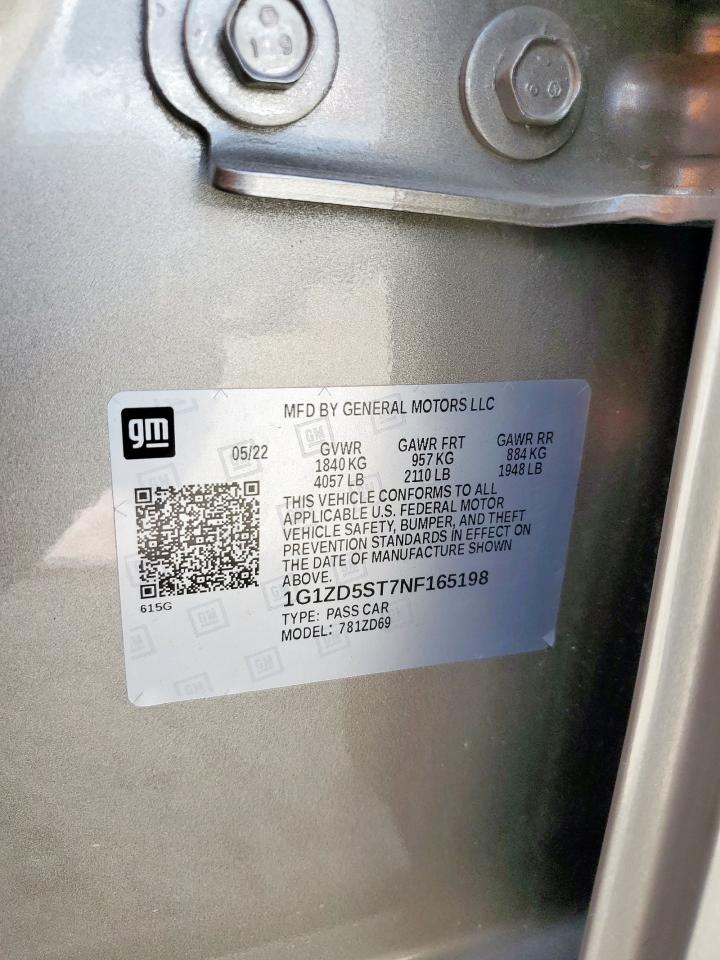 gm
MFD BY GENERAL MOTORS LLC
05/22
GVWR GAWR FRT GAWR RR
1840 KG 957 KG 884 KG
4057 LB 2110 LB 1948 LB
THIS VEHICLE CONFORMS TO ALL
APPLICABLE U.S. FEDERAL MOTOR
VEHICLE SAFETY, BUMPER, AND THEFT
PREVENTION STANDARDS IN EFFECT ON
THE DATE OF MANUFACTURE SHOWN
ABOVE.
1G1ZD5ST7NF165198
TYPE: PASS CAR
MODEL: 781ZD69
615G